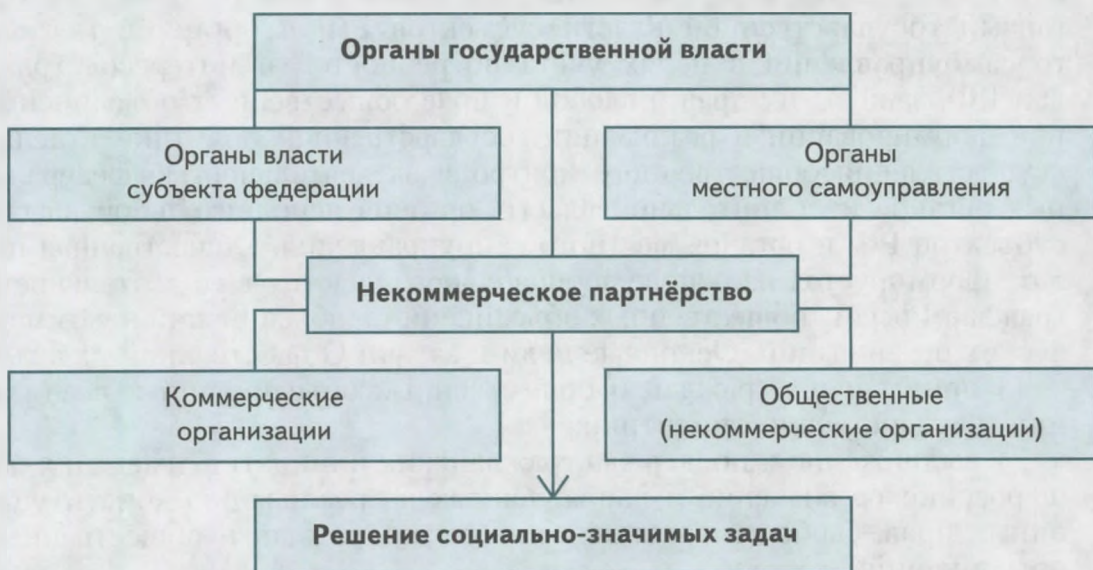 Органы государственной власти
Органы власти
субъекта федерации
Органы
местного самоуправления
Некоммерческое партнёрство
Коммерческие
организации
Общественные
(некоммерческие организации)
Решение социально-значимых задач